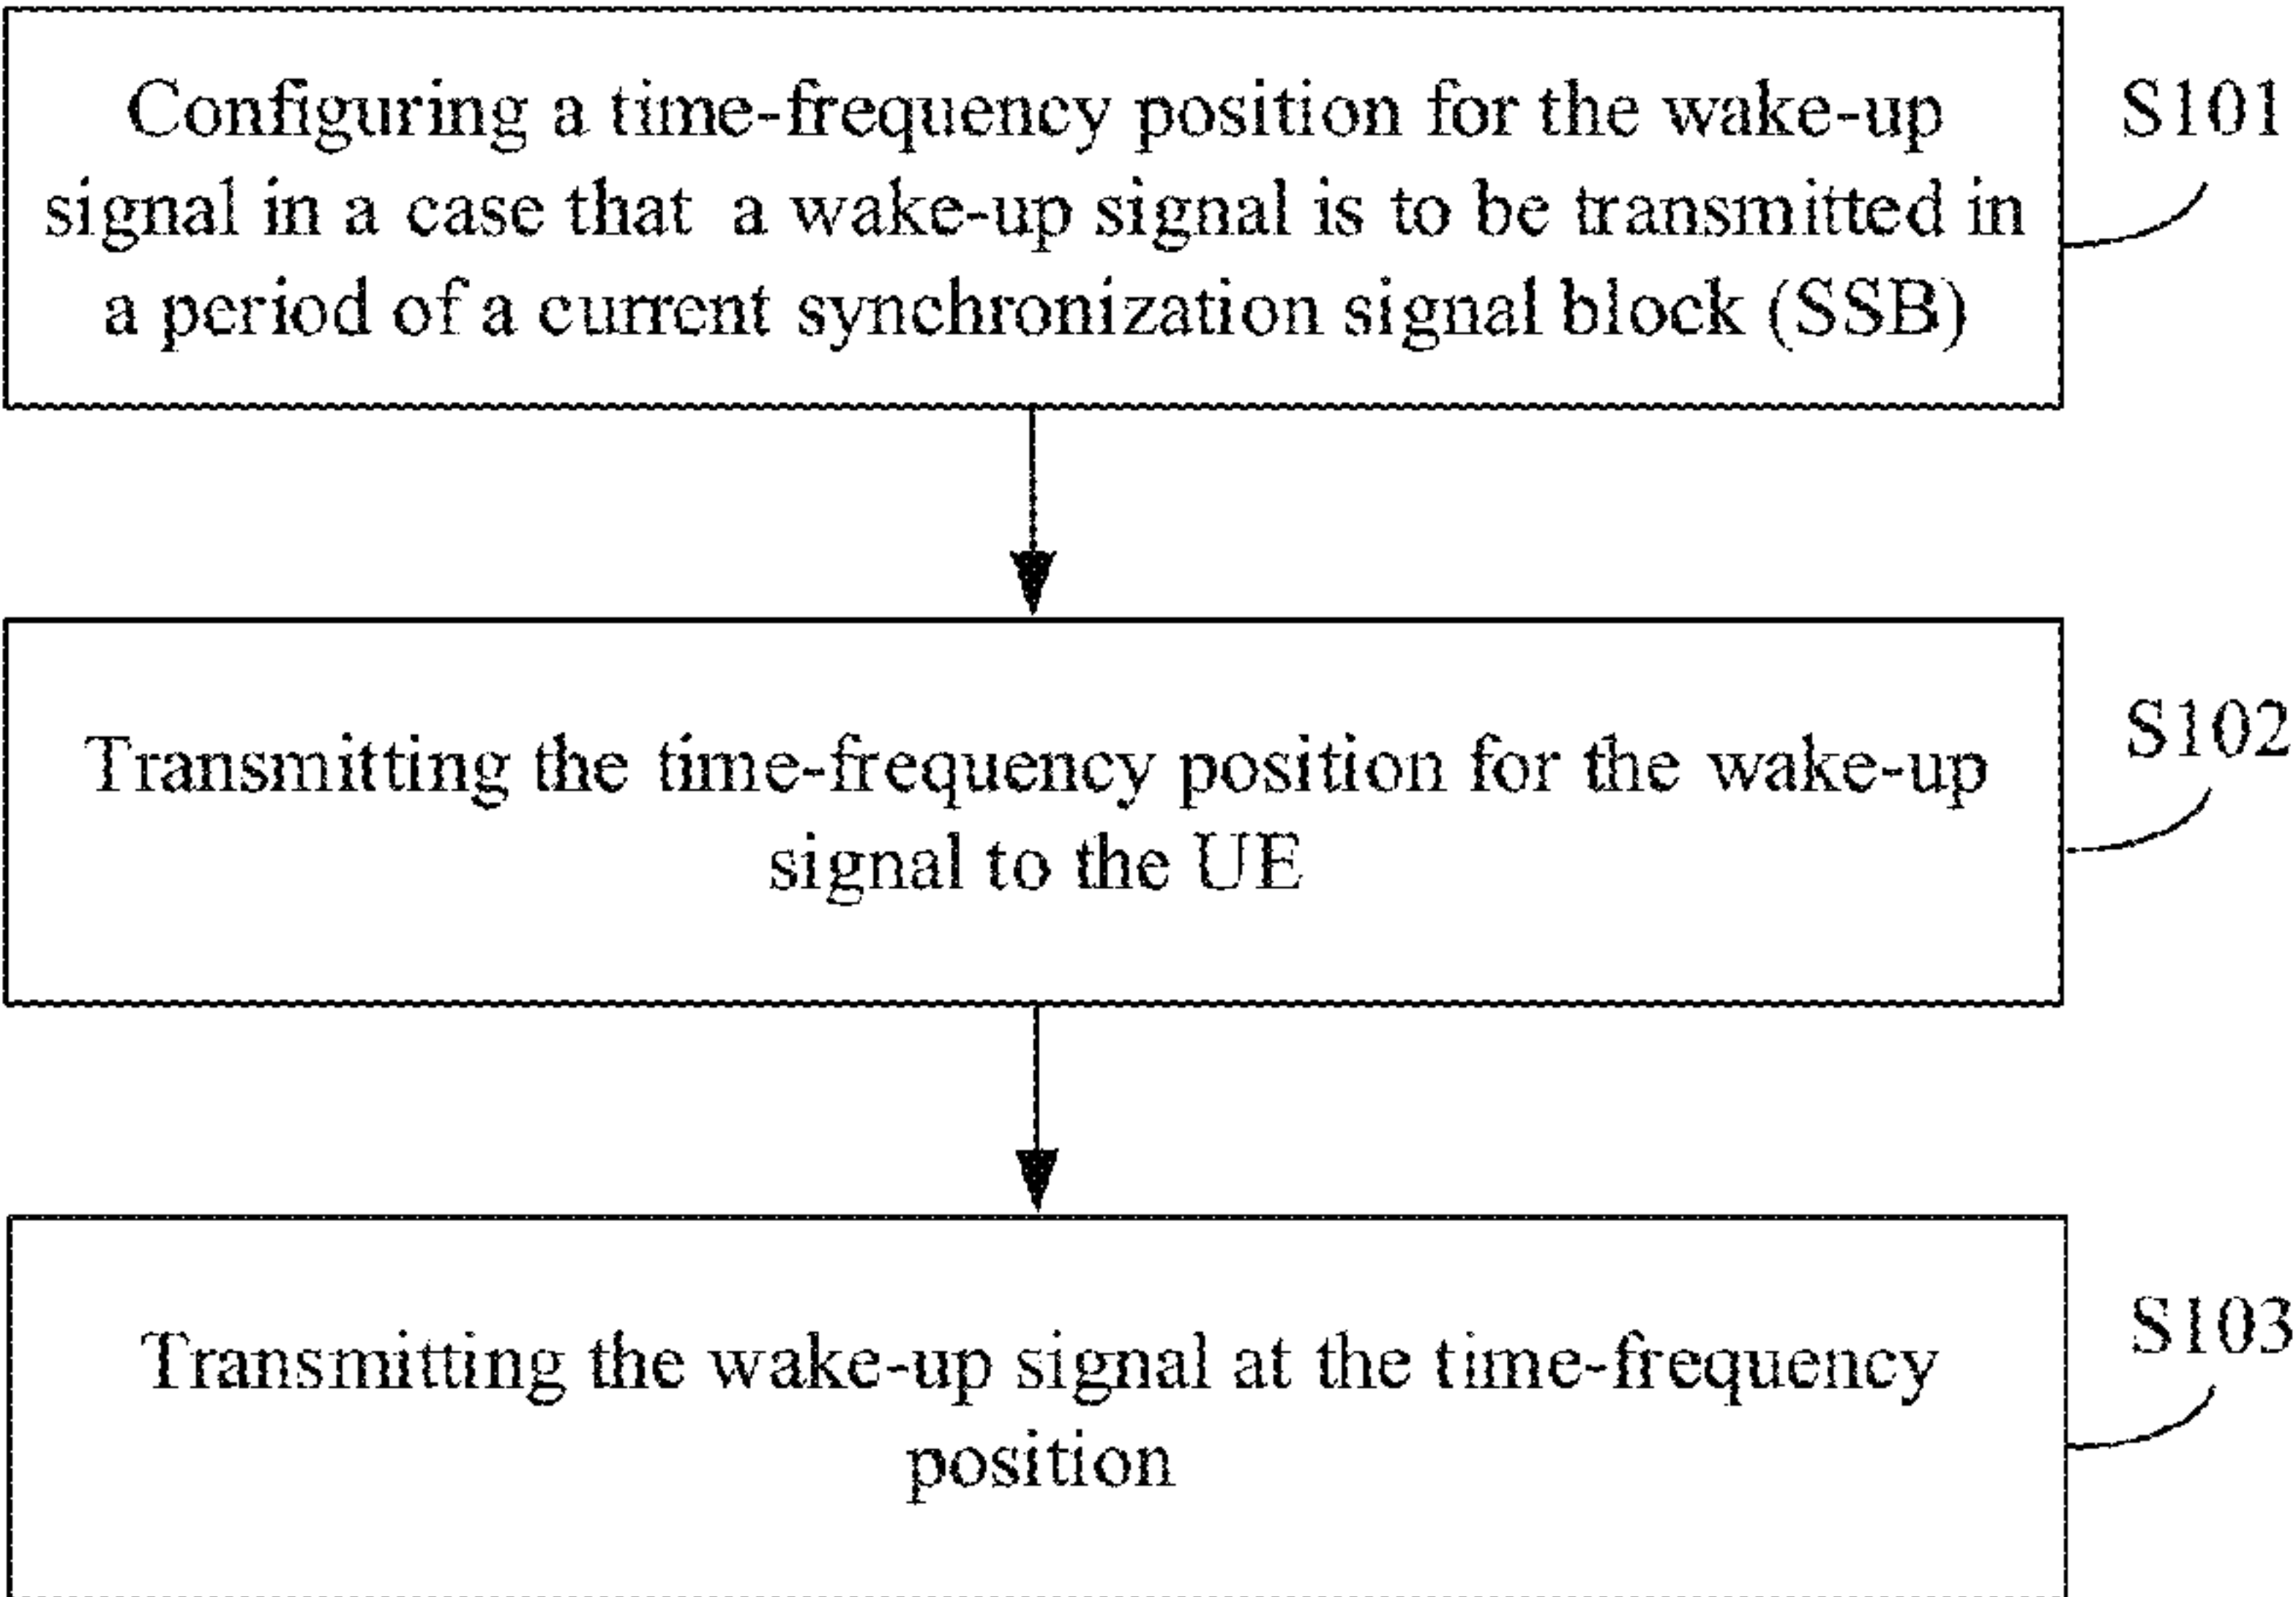 Configuring a time-frequency position for the wake-up
signal in a case that a wake-up signal is to be transmitted in
a period of a current synchronization signal block (SSB)
S101
Transmitting the time-frequency position for the wake-up
signal to the UE
S102
Transmitting the wake-up signal at the time-frequency
position
S103